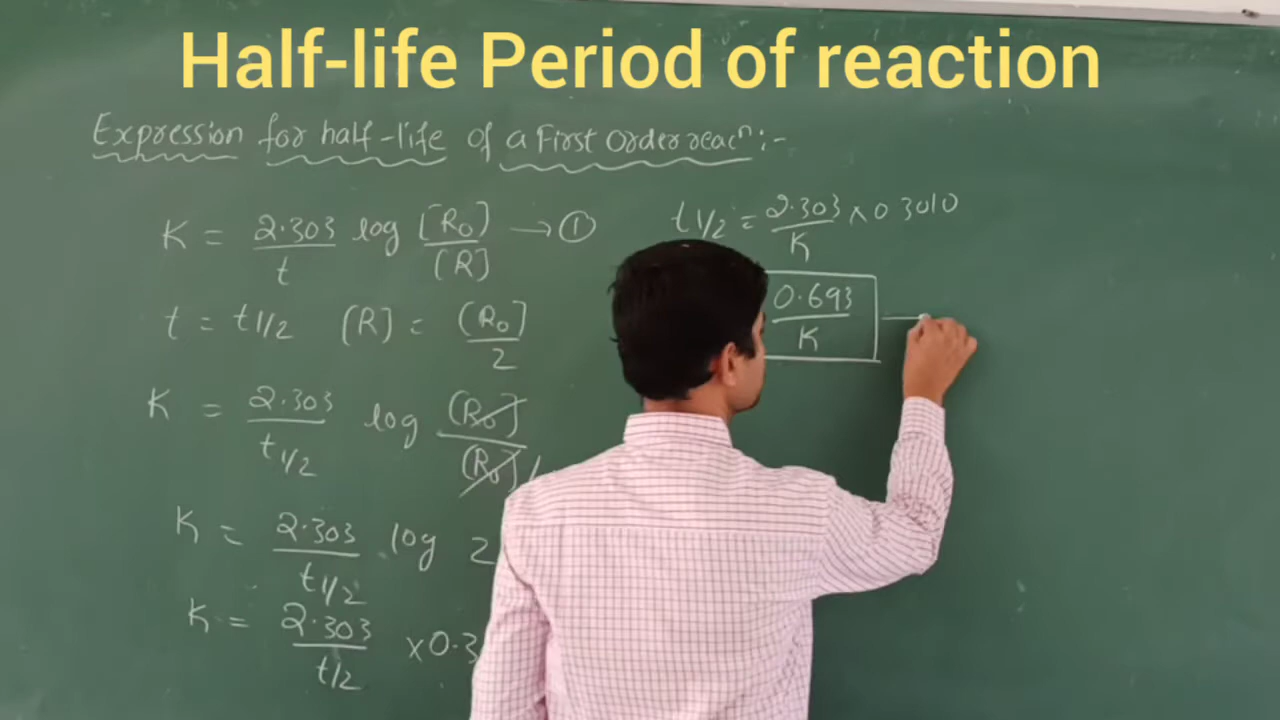 Half-life Period of reaction
Expression for half-life of a First Order reacⁿ:-
K = 2.303/t log [R₀]/[R] → ①
t = t1/2 [R] = [R₀]/2
K = 2.303/t1/2 log [R₀]/[R₀]/
K = 2.303/t1/2 log 2
K = 2.303/t1/2 ×0.3
t1/2 = 2.303/K × 0.3010
0.693/K